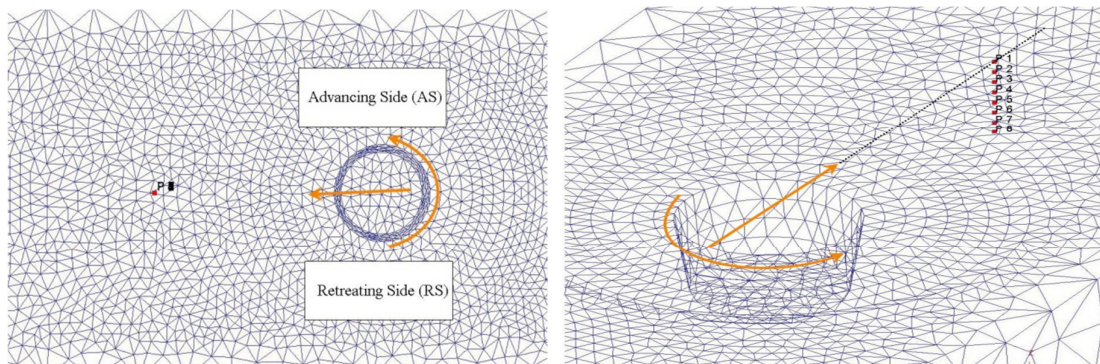 Advancing Side (AS)
P
Retreating Side (RS)
P 1
P 2
P 3
P 4
P 5
P 6
P 7
P 8